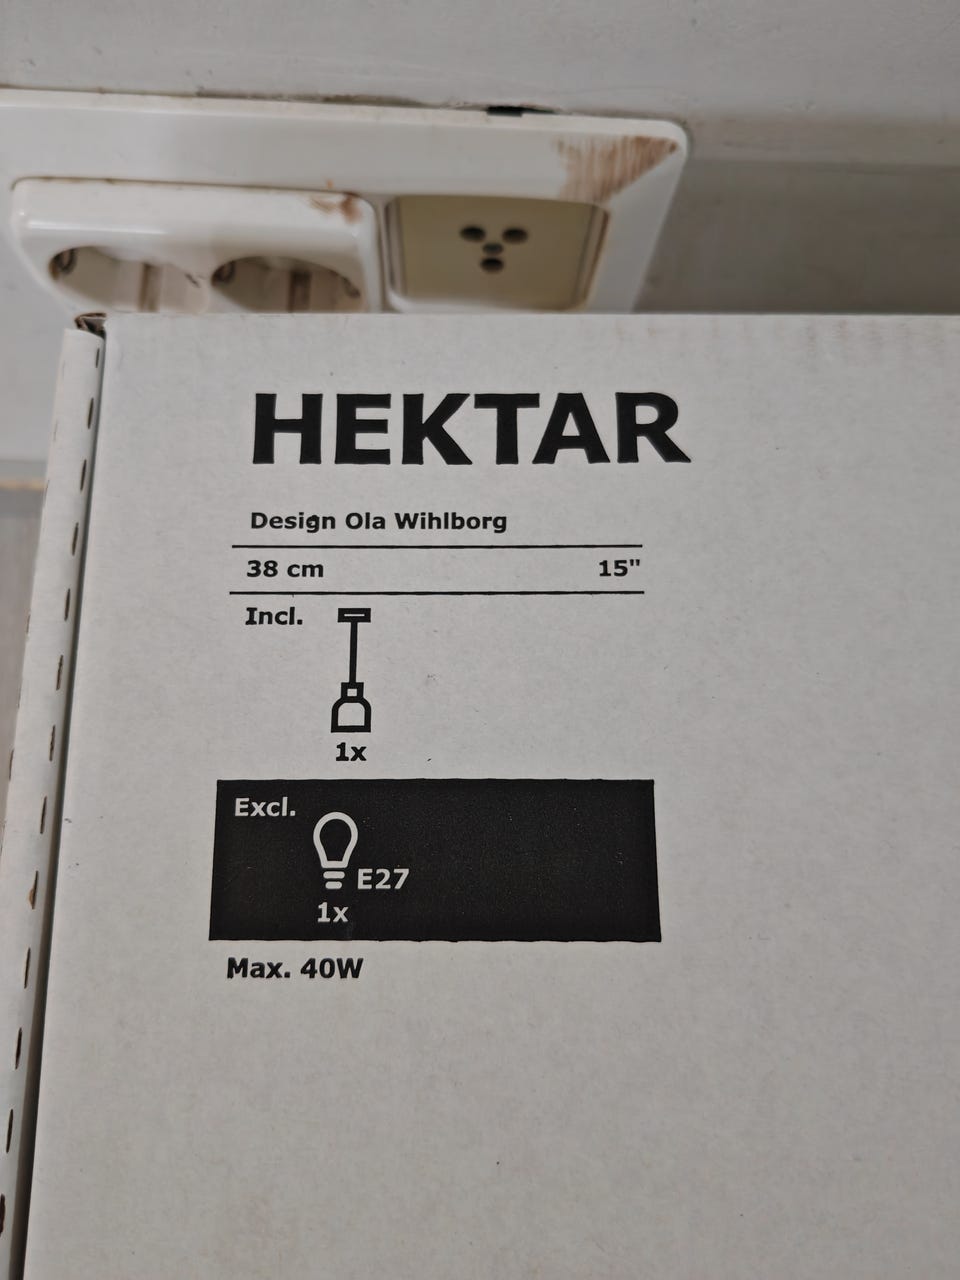 HEKTAR
Design Ola Wihlborg
38 cm 15"
Incl.
1x
Excl.
E27
1x
Max. 40W